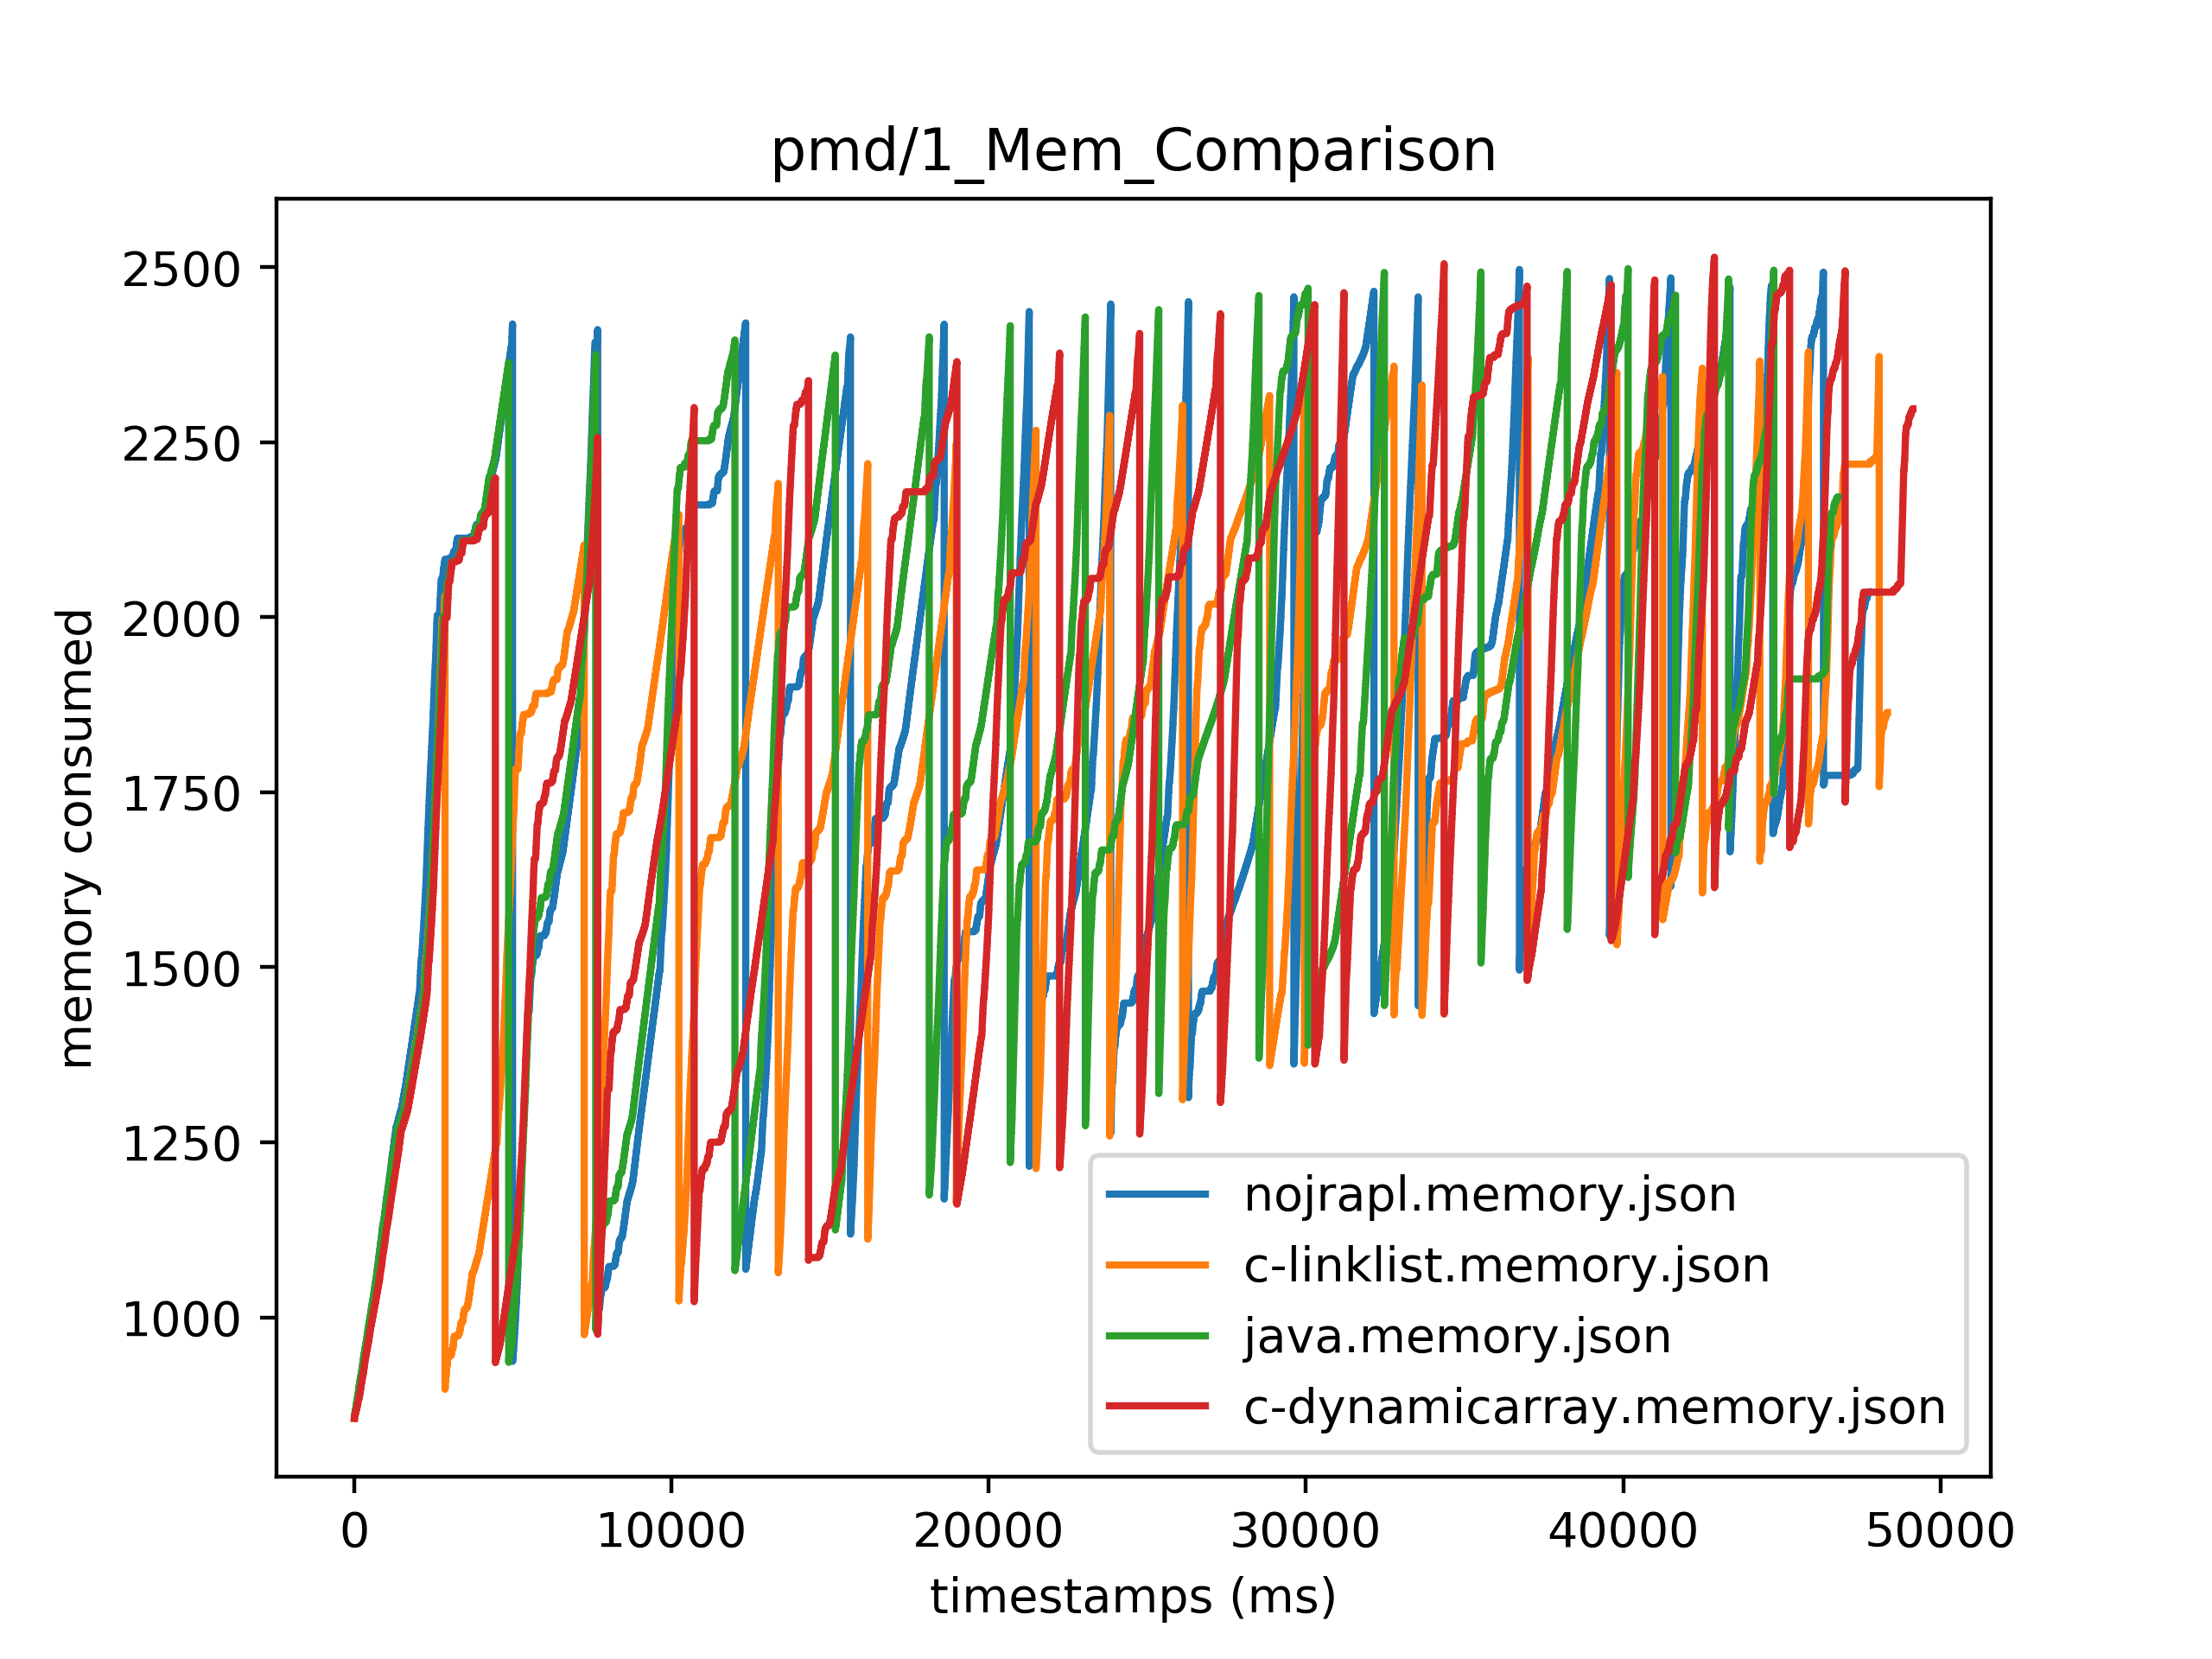 pmd/1_Mem_Comparison
2500
2250
2000
1750
1500
1250
1000
memory consumed
nojrapl.memory.json
c-linklist.memory.json
java.memory.json
c-dynamicarray.memory.json
0 10000 20000 30000 40000 50000
timestamps (ms)